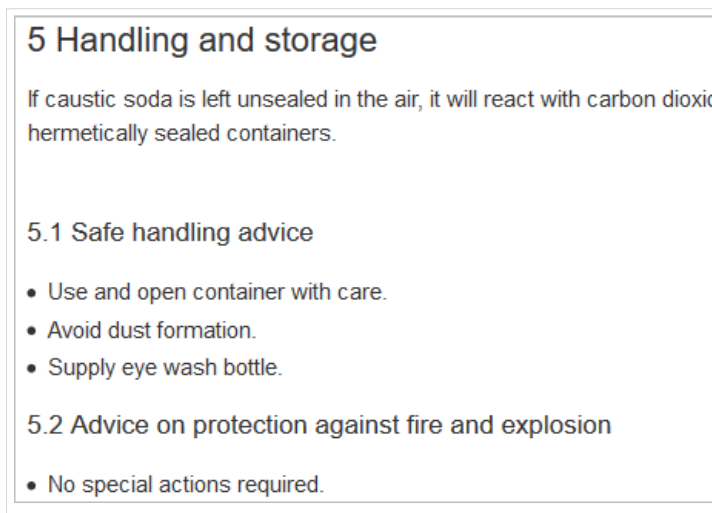 5 Handling and storage
If caustic soda is left unsealed in the air, it will react with carbon
hermetically sealed containers.
5.1 Safe handling advice
• Use and open container with care.
• Avoid dust formation.
• Supply eye wash bottle.
5.2 Advice on protection against fire and explosion
• No special actions required.